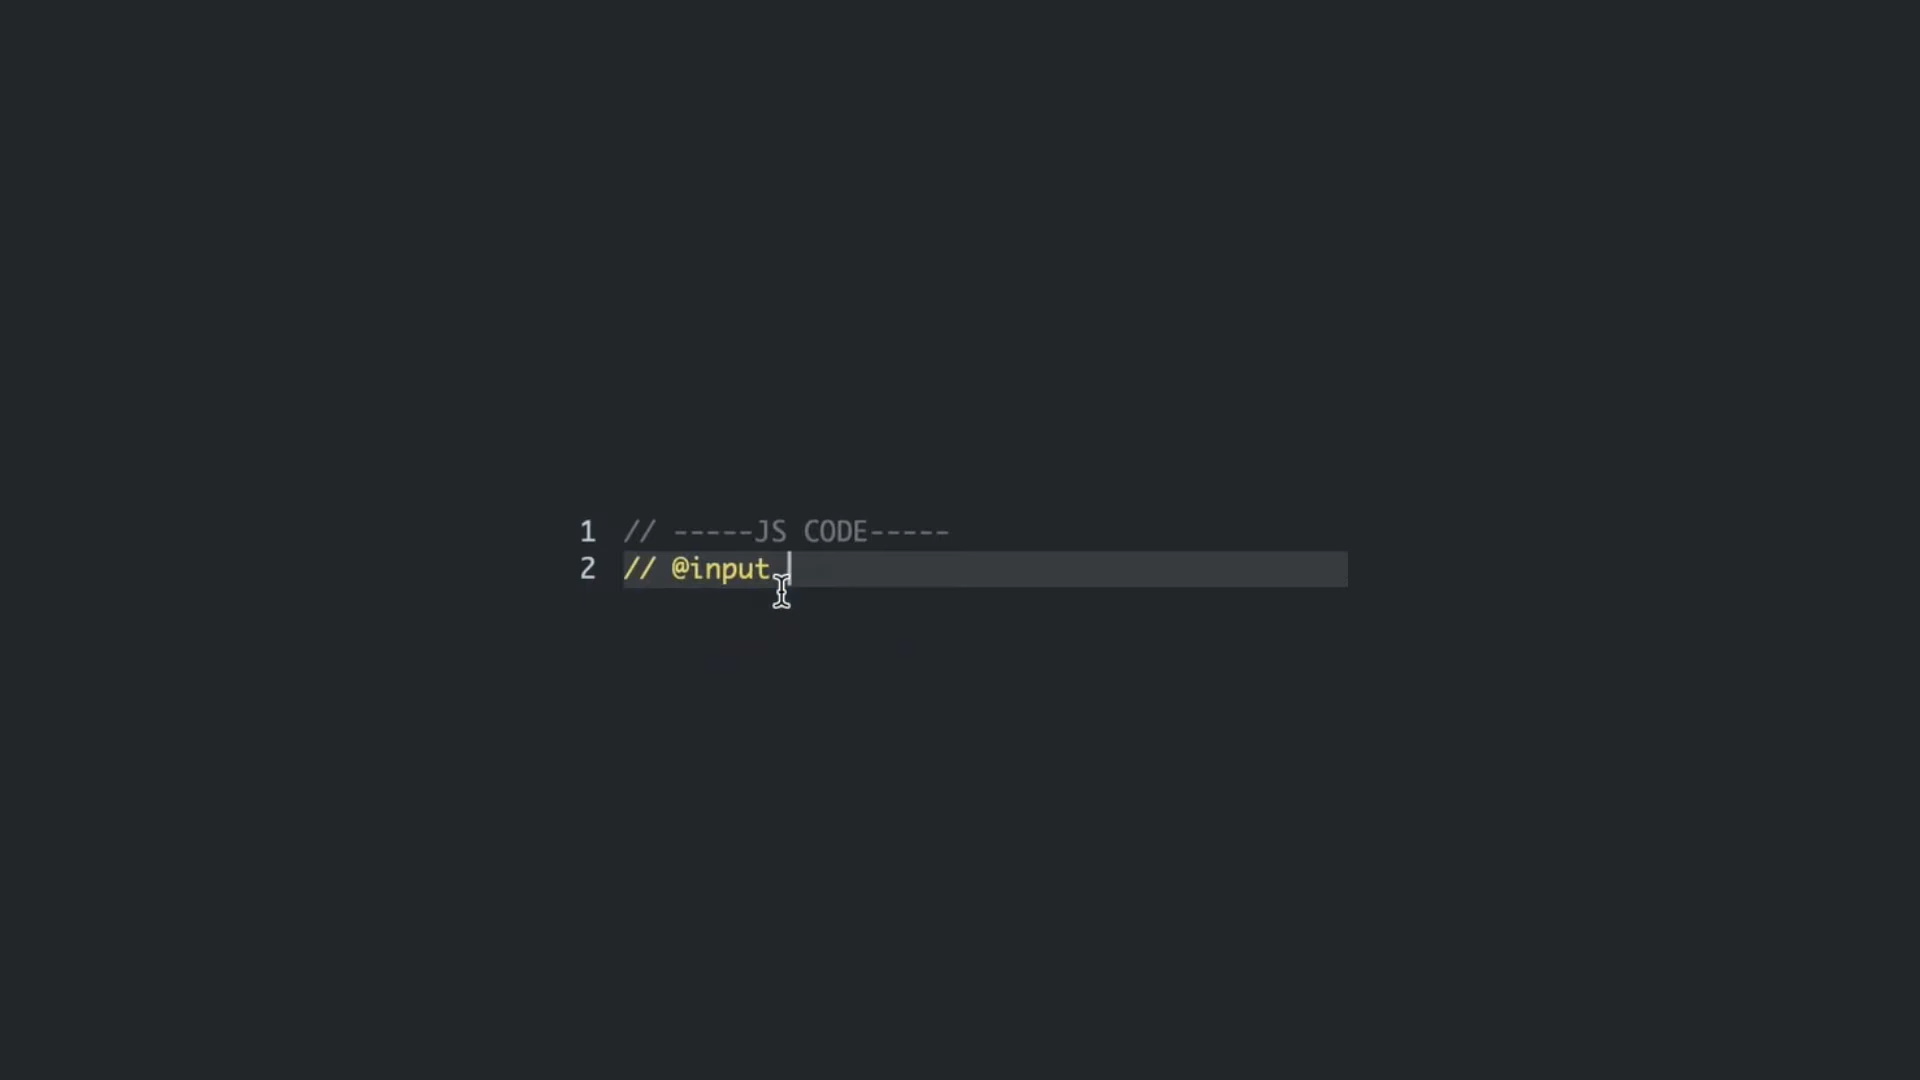 1 // -----JS CODE-----
2 // @input